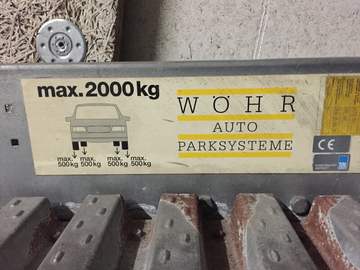 max. 2000 kg
WÖHR
AUTO
PARKSYSTEME
max. 500 kg
max. 500 kg
max. 500 kg
max. 500 kg
CE